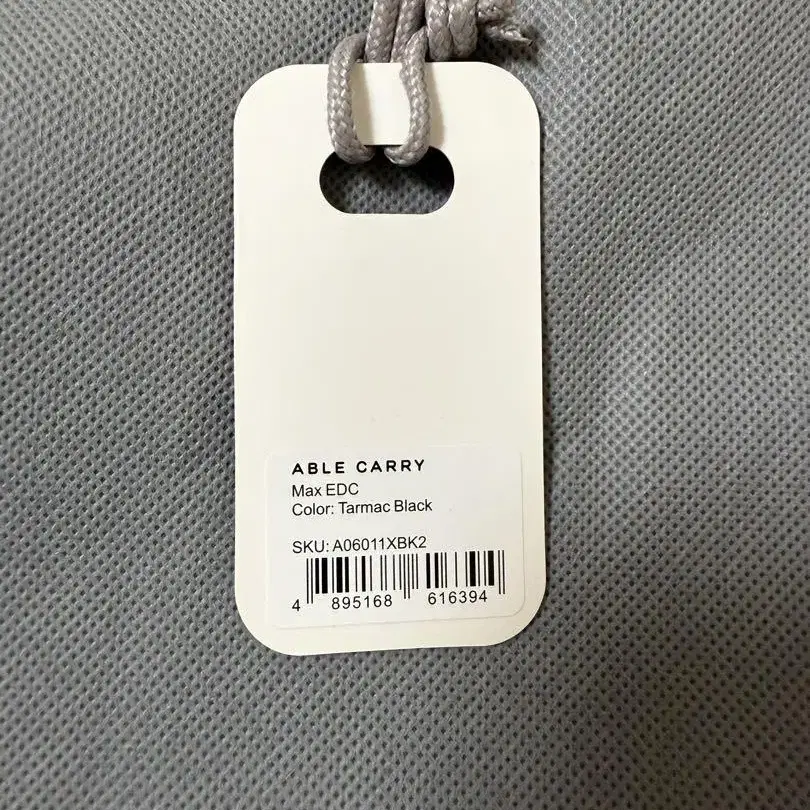 ABLE CARRY
Max EDC
Color: Tarmac Black
SKU: A06011XBK2
4 895168 616394